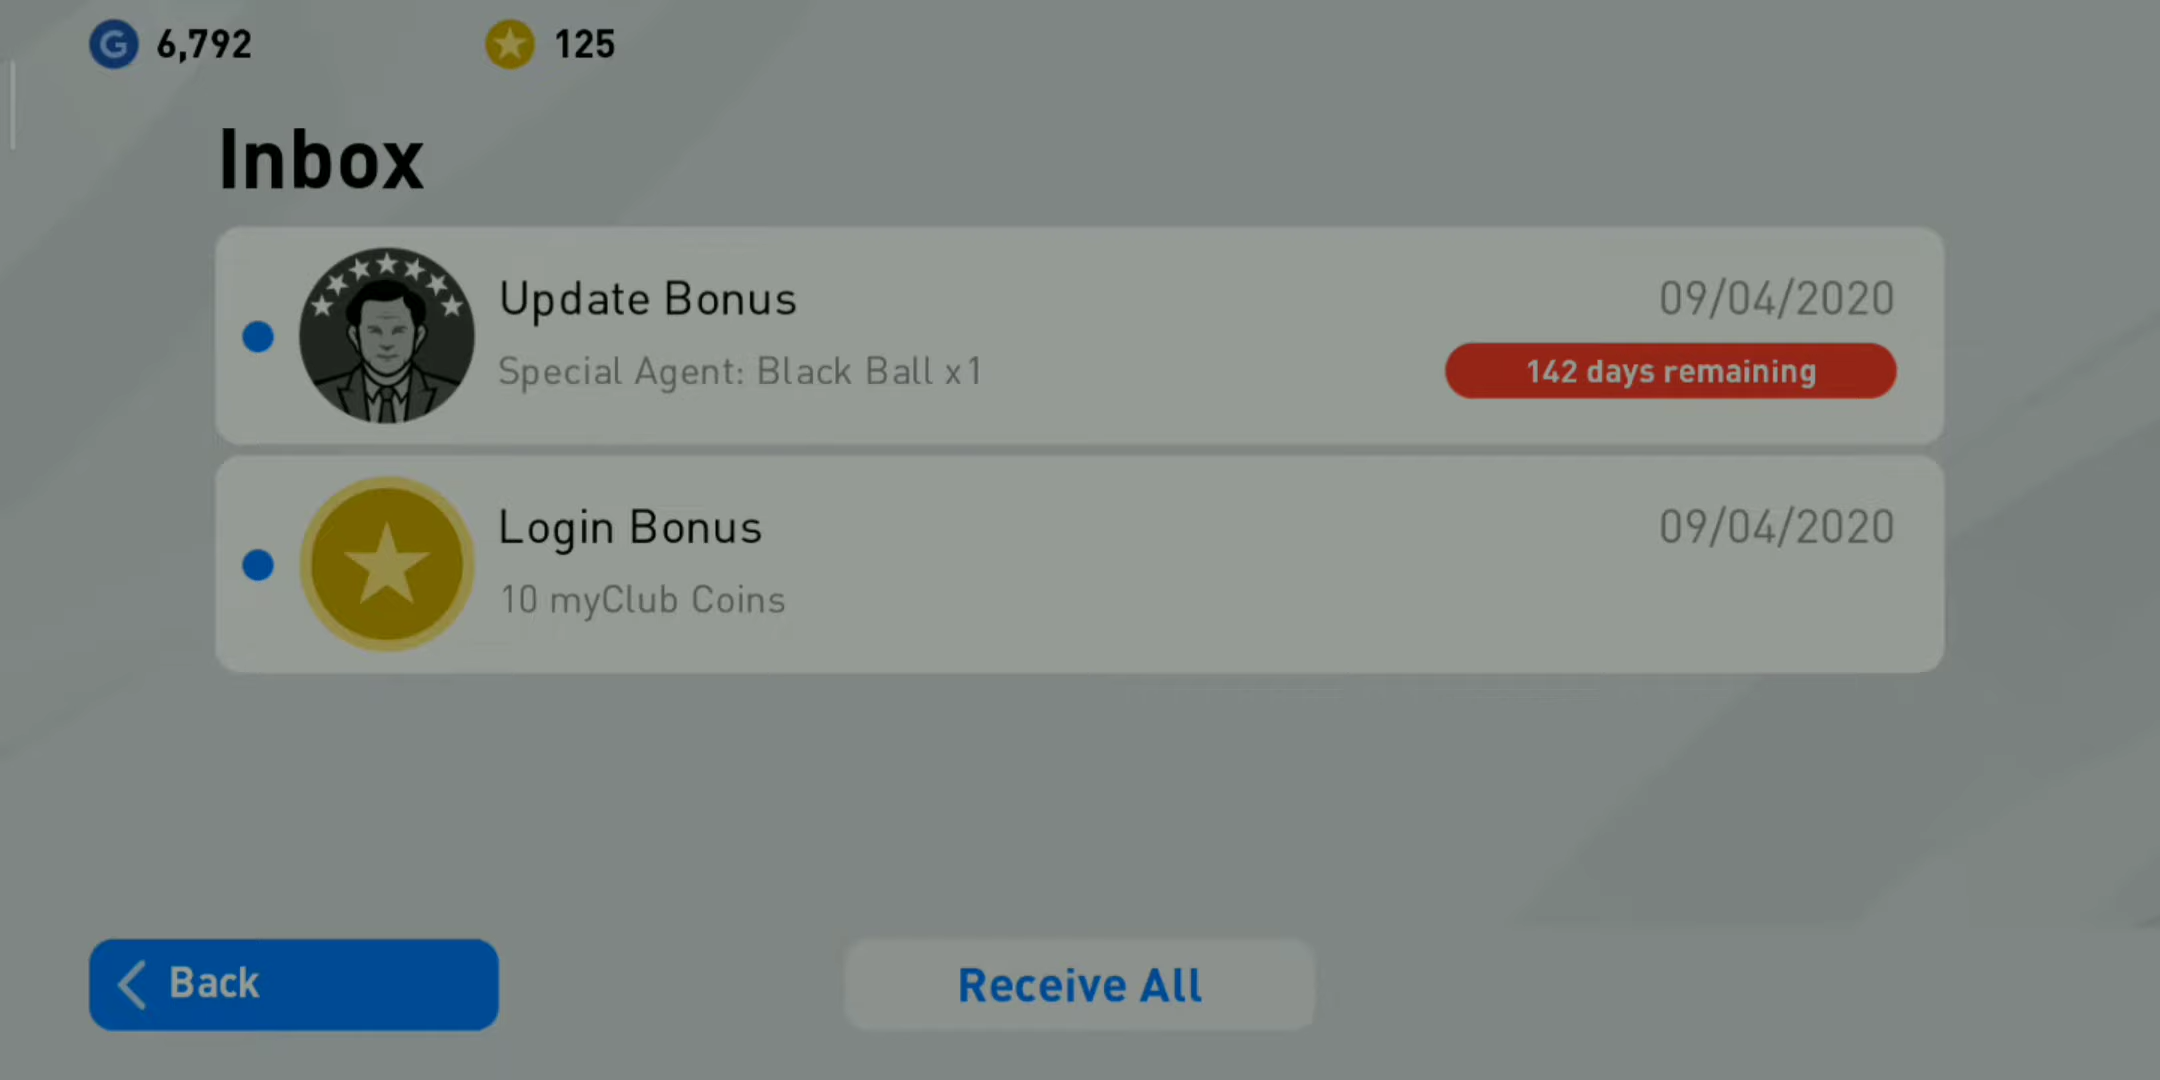 G 6,792 125
Inbox
Update Bonus 09/04/2020
Special Agent: Black Ball x1 142 days remaining
Login Bonus 09/04/2020
10 myClub Coins
Back Receive All